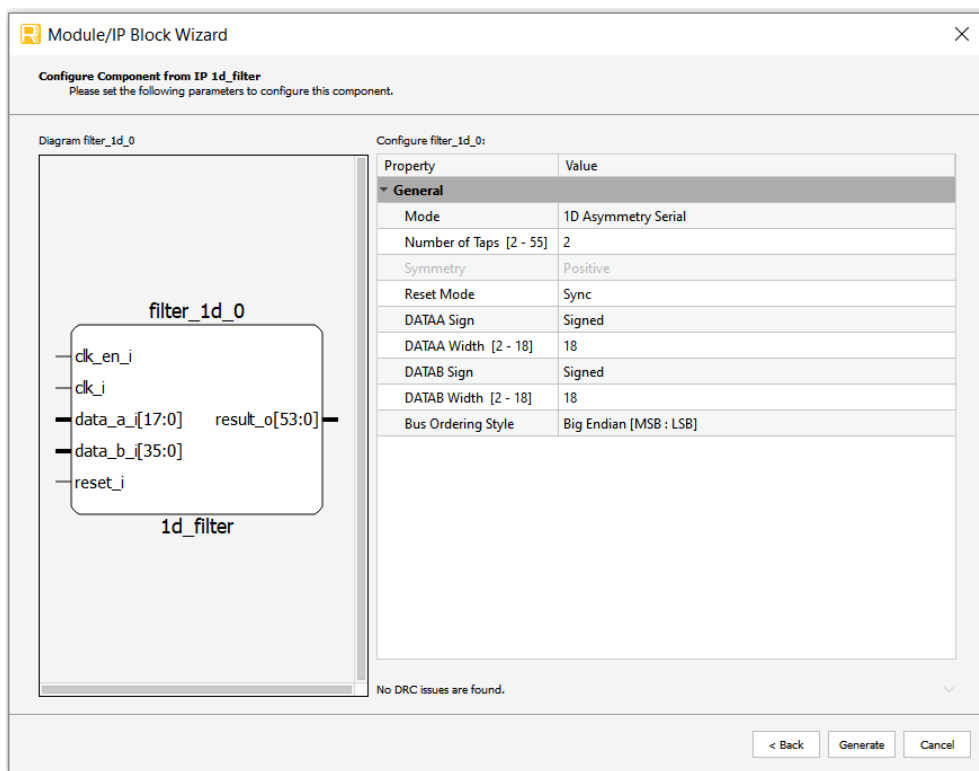 Module/IP Block Wizard
Configure Component from IP 1d_filter
Please set the following parameters to configure this component.
Diagram filter_1d_0
filter_1d_0
clk_en_i
clk_i
data_a_i[17:0] result_o[53:0]
data_b_i[35:0]
reset_i
1d_filter
Configure filter_1d_0:
Property Value
General
Mode 1D Asymmetry Serial
Number of Taps [2 - 55] 2
Symmetry Positive
Reset Mode Sync
DATAA Sign Signed
DATAA Width [2 - 18] 18
DATAB Sign Signed
DATAB Width [2 - 18] 18
Bus Ordering Style Big Endian [MSB : LSB]
No DRC issues are found.
< Back Generate Cancel